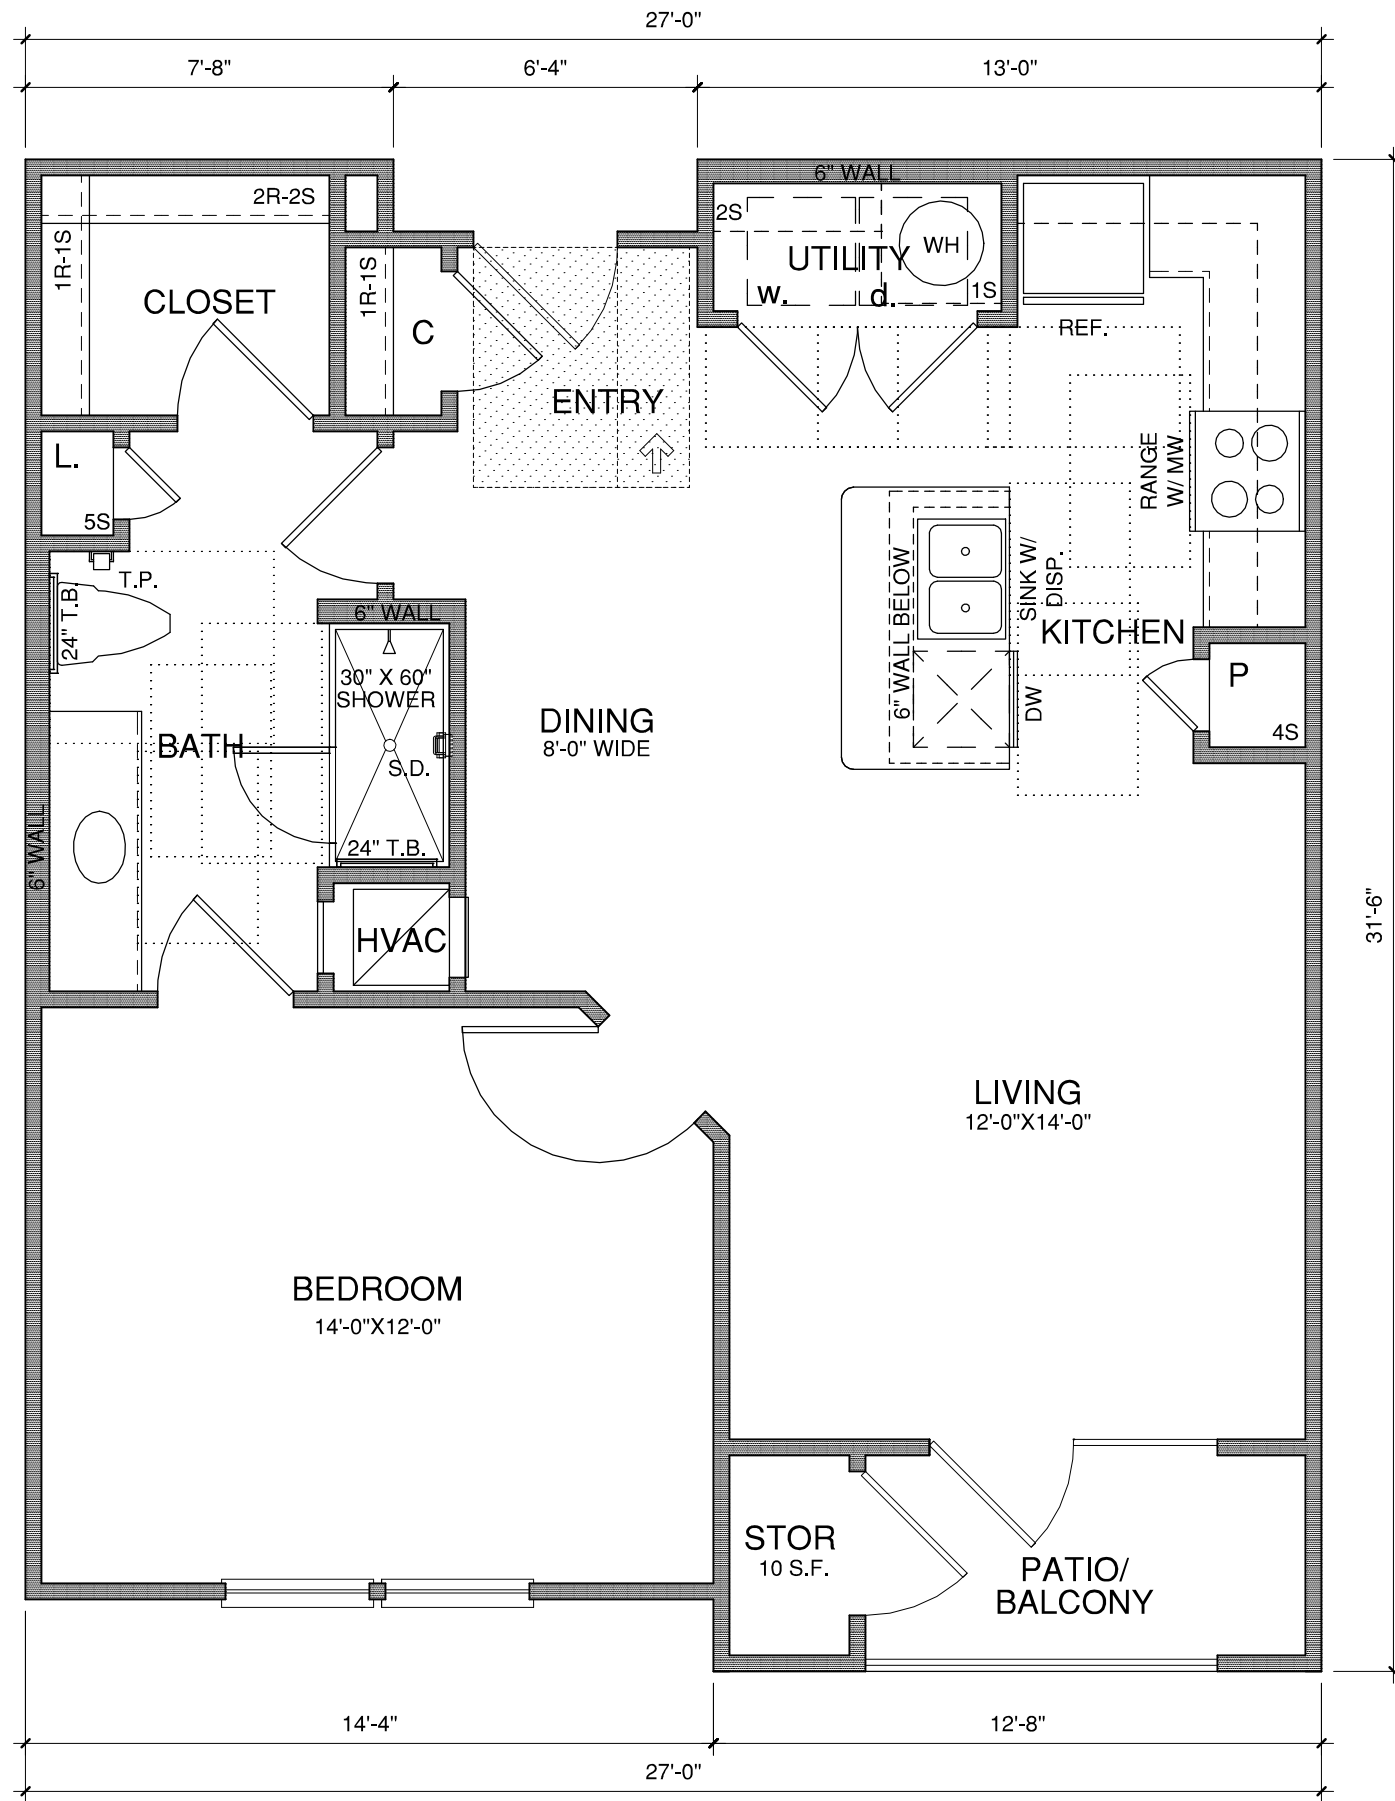 27'-0"
7'-8"
6'-4"
13'-0"
6" WALL
2R-2S
1R-1S
CLOSET
1R-1S
C
2S
UTILITY
WH
w.
d.
1S
REF.
ENTRY
RANGE
W/ MW
L.
5S
T.P.
24" T.B.
6" WALL
30" X 60"
SHOWER
S.D.
24" T.B.
BATH
6" WALL
HVAC
DINING
8'-0" WIDE
6" WALL BELOW
SINK W/
DISP.
DW
KITCHEN
P
4S
31'-6"
LIVING
12'-0"X14'-0"
BEDROOM
14'-0"X12'-0"
STOR
10 S.F.
PATIO/
BALCONY
14'-4"
12'-8"
27'-0"